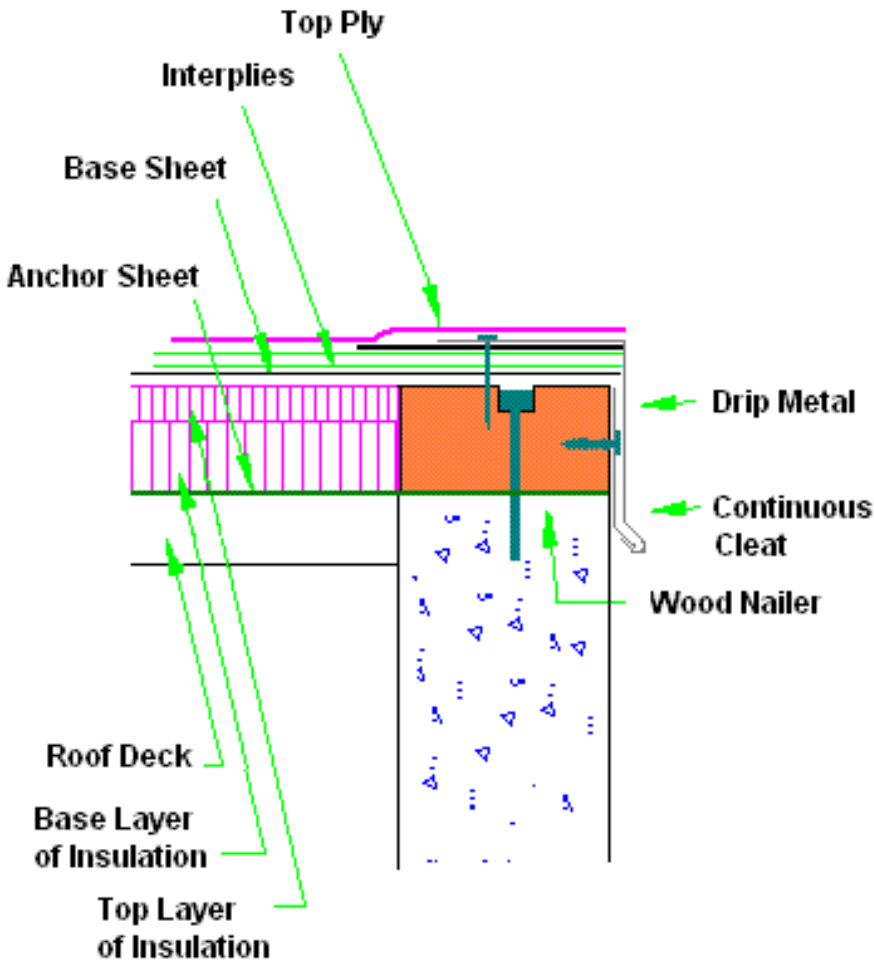 Top Ply
Interplies
Base Sheet
Anchor Sheet
Drip Metal
Continuous
Cleat
Wood Nailer
Roof Deck
Base Layer
of Insulation
Top Layer
of Insulation